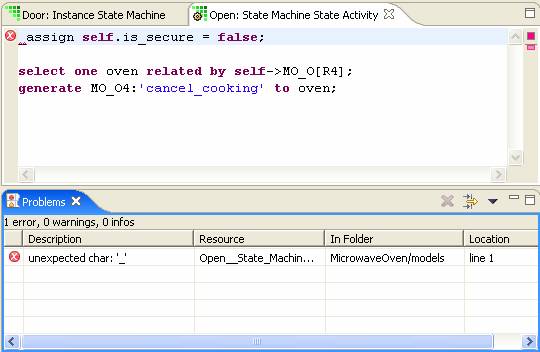 Door: Instance State Machine Open: State Machine State Activity
_assign self.is_secure = false;
select one oven related by self->MO_O[R4];
generate MO_O4:'cancel_cooking' to oven;
Problems
1 error, 0 warnings, 0 infos
Description Resource In Folder Location
unexpected char: '_' Open__State_Machin... MicrowaveOven/models line 1